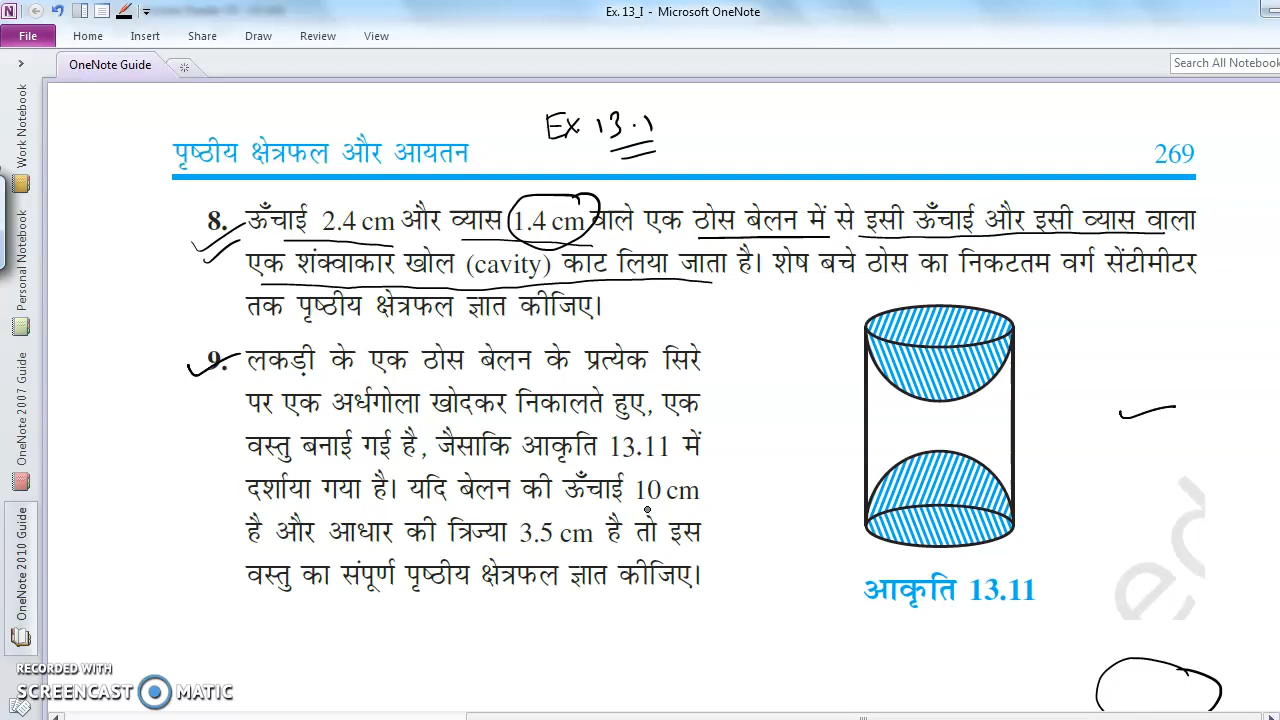 Ex. 13_I - Microsoft OneNote
File Home Insert Share Draw Review View
OneNote Guide
Search All Notebook
Work Notebook
Personal Notebook
OneNote 2007 Guide
OneNote 2010 Guide
Ex 13.1
पृष्ठीय क्षेत्रफल और आयतन 269
8. ऊँचाई 2.4 cm और व्यास 1.4 cm वाले एक ठोस बेलन में से इसी ऊँचाई और इसी व्यास वाला
एक शंक्वाकार खोल (cavity) काट लिया जाता है। शेष बचे ठोस का निकटतम वर्ग सेंटीमीटर
तक पृष्ठीय क्षेत्रफल ज्ञात कीजिए।
9. लकड़ी के एक ठोस बेलन के प्रत्येक सिरे
पर एक अर्धगोला खोदकर निकालते हुए, एक
वस्तु बनाई गई है, जैसाकि आकृति 13.11 में
दर्शाया गया है। यदि बेलन की ऊँचाई 10 cm
है और आधार की त्रिज्या 3.5 cm है तो इस
वस्तु का संपूर्ण पृष्ठीय क्षेत्रफल ज्ञात कीजिए।
आकृति 13.11
RECORDED WITH
SCREENCAST MATIC